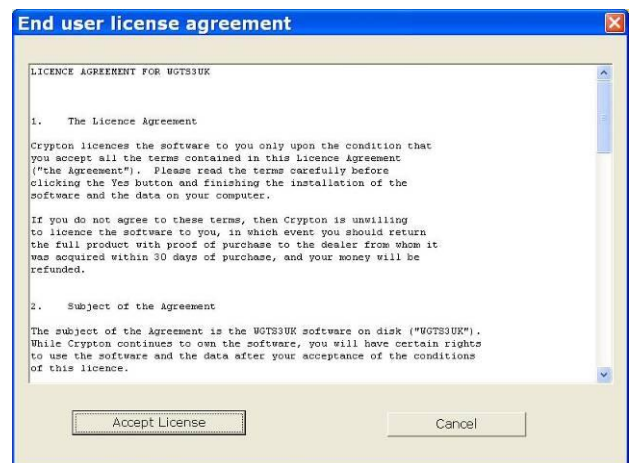 End user license agreement
LICENCE AGREEMENT FOR WGTS3UK
1. The Licence Agreement
Crypton licences the software to you only upon the condition that
you accept all the terms contained in this Licence Agreement
("the Agreement"). Please read the terms carefully before
clicking the Yes button and finishing the installation of the
software and the data on your computer.
If you do not agree to these terms, then Crypton is unwilling
to licence the software to you, in which event you should return
the full product with proof of purchase to the dealer from whom it
was acquired within 30 days of purchase, and your money will be
refunded.
2. Subject of the Agreement
The subject of the Agreement is the WGTS3UK software on disk ("WGTS3UK").
While Crypton continues to own the software, you will have certain rights
to use the software and the data after your acceptance of the conditions
of this licence.
Accept License
Cancel